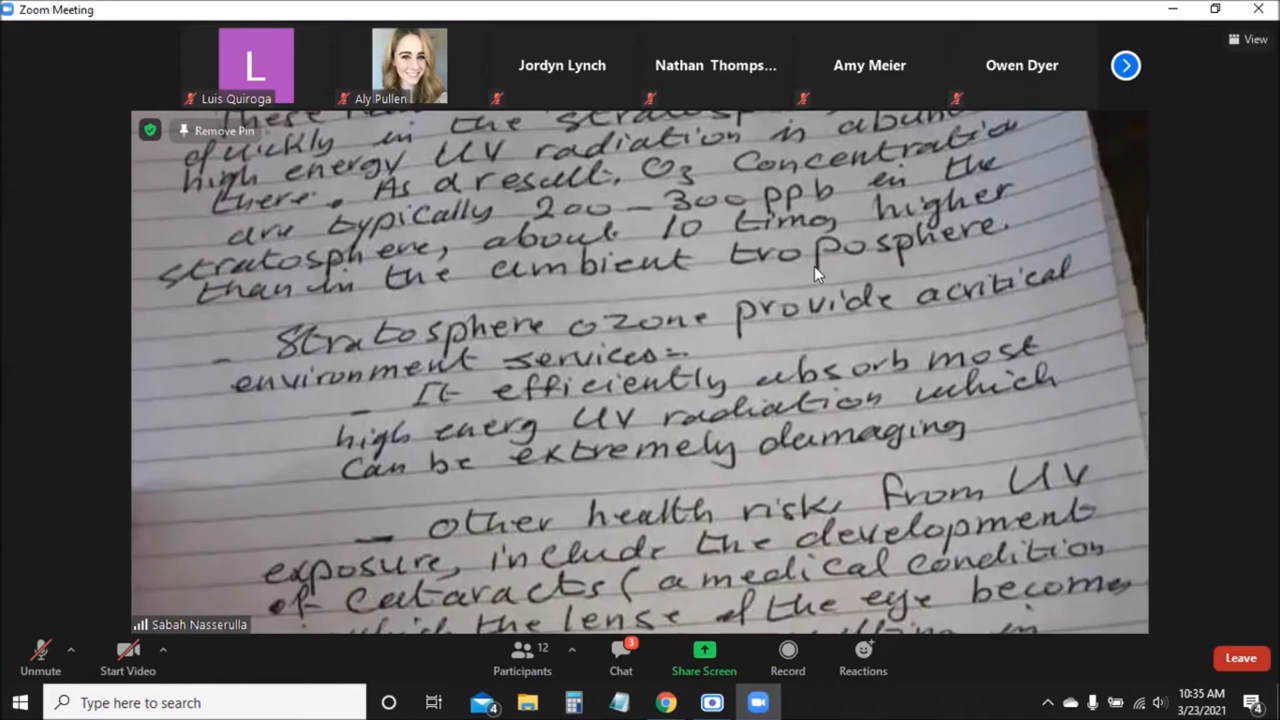 Zoom Meeting
View
L
Luis Quiroga
Aly Pullen
Jordyn Lynch
Nathan Thomps...
Amy Meier
Owen Dyer
Remove Pin
These
quickly in the
high energy UV radiation is
there. As a result, O3 Concentration
are typically 200 - 300 ppb in the
stratosphere, about 10 times higher
than in the ambient troposphere.
- Stratosphere ozone provide a critical
environment services:-
- It efficiently absorb most
high energ UV radiation which
Can be extremely damaging
- other health risk, from UV
exposure, include the development
of Cataracts ( a medical condition
the lense of the eye becomes
in
Sabah Nasserulla
Unmute
Start Video
12
Participants
3
Chat
Share Screen
Record
Reactions
Leave
Type here to search
4
10:35 AM
3/23/2021
4